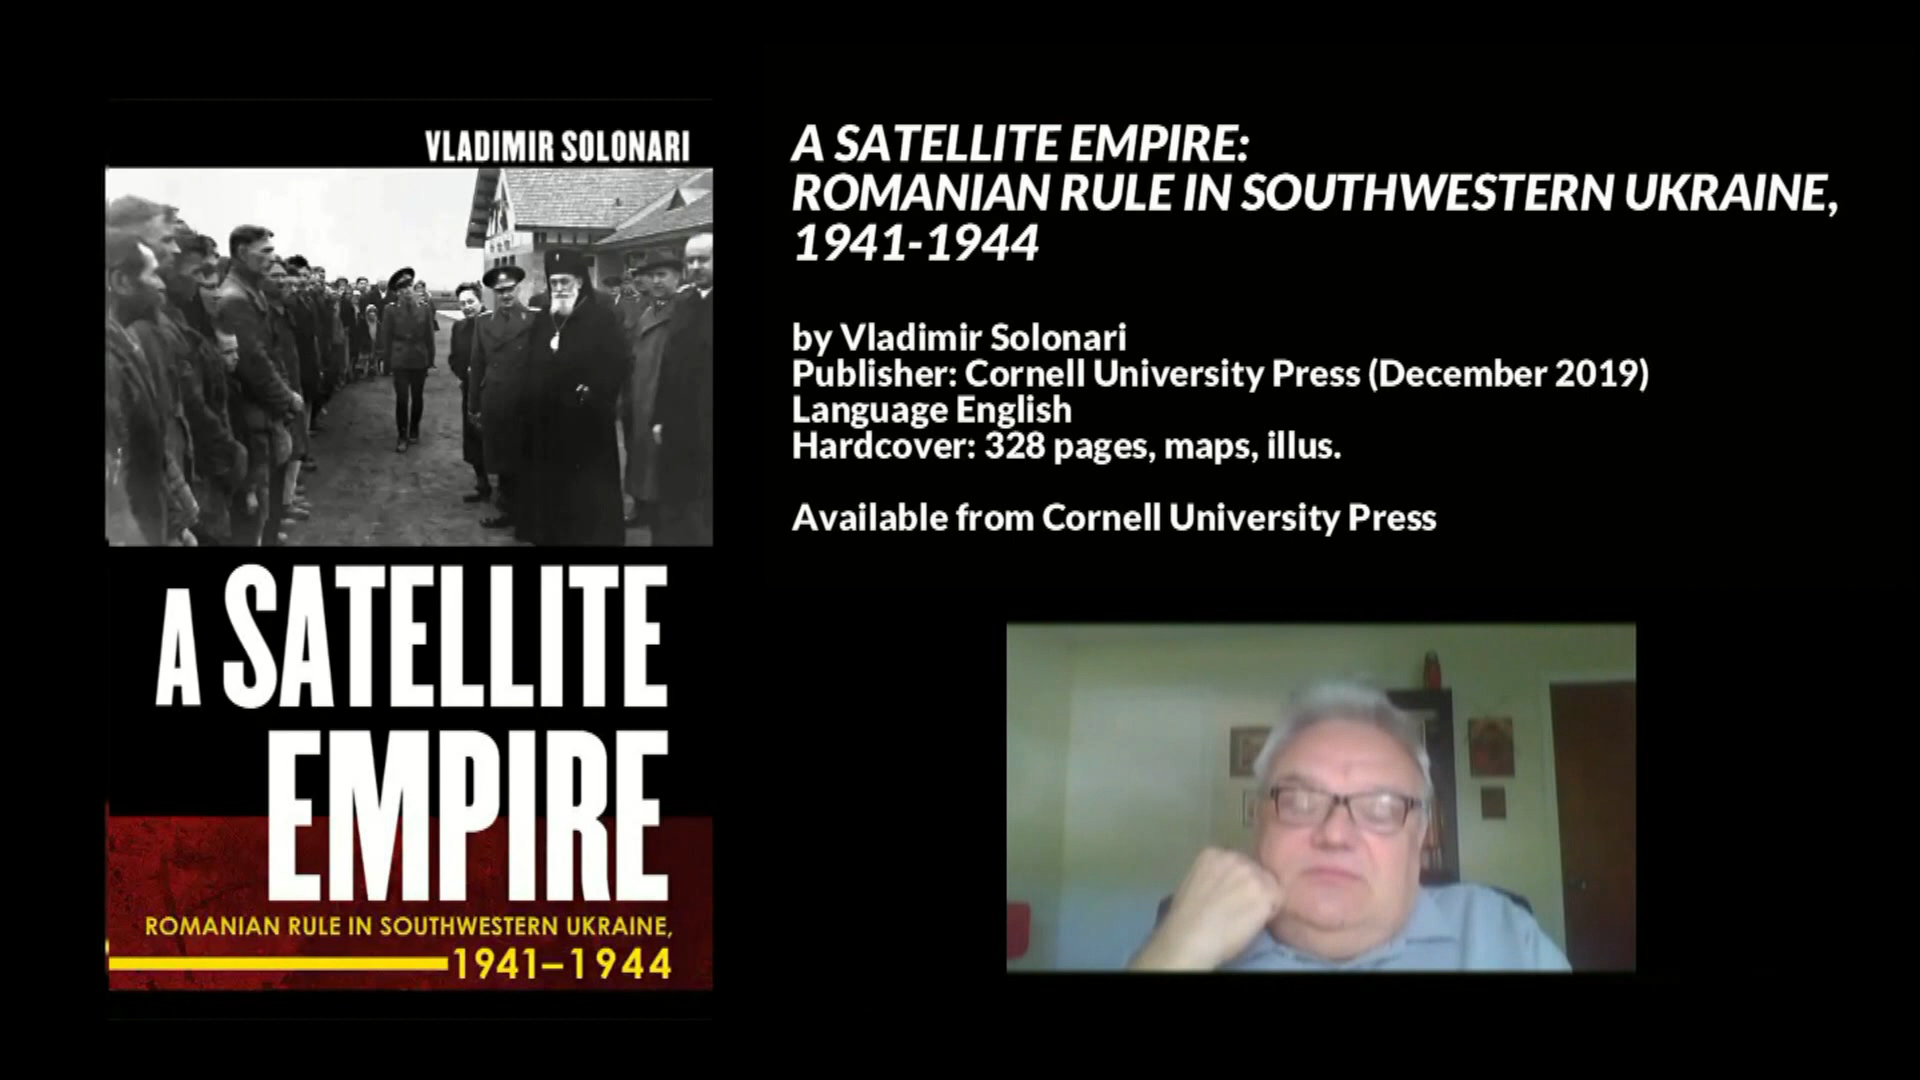 VLADIMIR SOLONARI
A SATELLITE
EMPIRE
ROMANIAN RULE IN SOUTHWESTERN UKRAINE,
1941–1944
A SATELLITE EMPIRE:
ROMANIAN RULE IN SOUTHWESTERN UKRAINE,
1941-1944
by Vladimir Solonari
Publisher: Cornell University Press (December 2019)
Language English
Hardcover: 328 pages, maps, illus.
Available from Cornell University Press